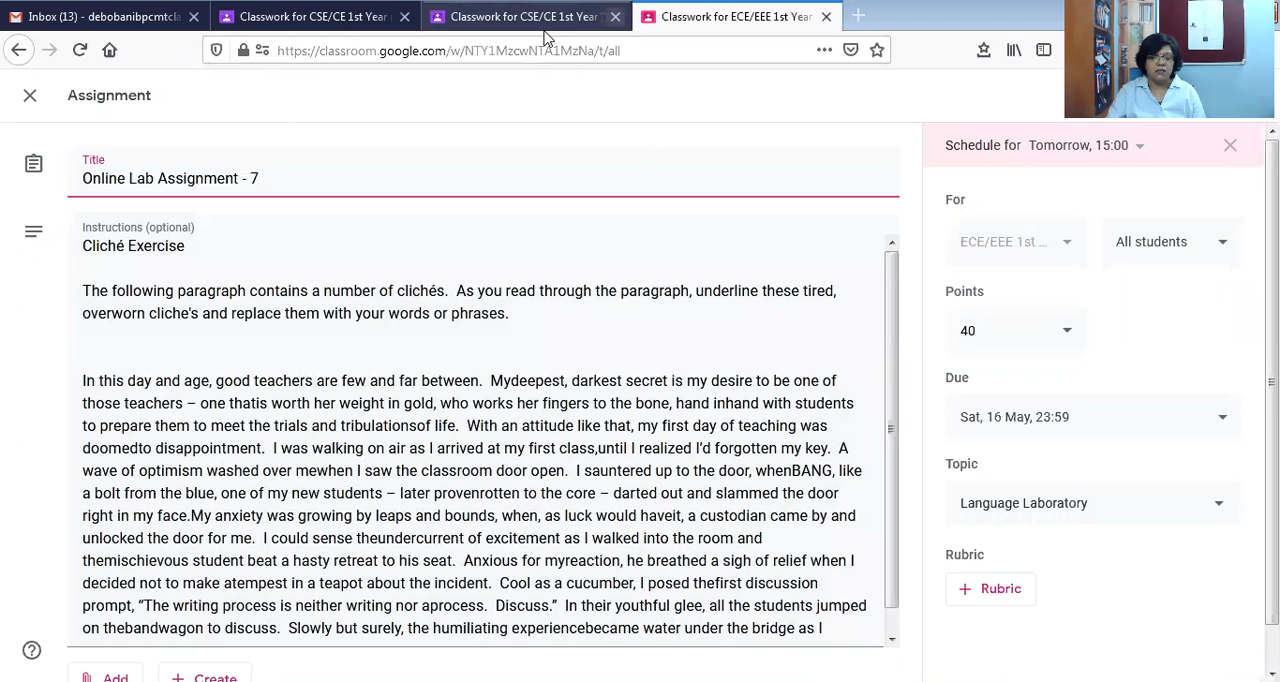 Inbox (13) - debobanibpcmtcla
Classwork for CSE/CE 1st Year
Classwork for CSE/CE 1st Year
Classwork for ECE/EEE 1st Year
https://classroom.google.com/w/NTY1MzcwNTA1MzNa/t/all
Assignment
Schedule for Tomorrow, 15:00
Title
Online Lab Assignment - 7
For
ECE/EEE 1st ...
All students
Instructions (optional)
Cliché Exercise
The following paragraph contains a number of clichés.  As you read through the paragraph, underline these tired,
overworn cliche's and replace them with your words or phrases.
In this day and age, good teachers are few and far between.  Mydeepest, darkest secret is my desire to be one of
those teachers – one thatis worth her weight in gold, who works her fingers to the bone, hand inhand with students
to prepare them to meet the trials and tribulationsof life.  With an attitude like that, my first day of teaching was
doomedto disappointment.  I was walking on air as I arrived at my first class,until I realized I'd forgotten my key.  A
wave of optimism washed over mewhen I saw the classroom door open.  I sauntered up to the door, whenBANG, like
a bolt from the blue, one of my new students – later provenrotten to the core – darted out and slammed the door
right in my face.My anxiety was growing by leaps and bounds, when, as luck would haveit, a custodian came by and
unlocked the door for me.  I could sense theundercurrent of excitement as I walked into the room and
themischievous student beat a hasty retreat to his seat.  Anxious for myreaction, he breathed a sigh of relief when I
decided not to make atempest in a teapot about the incident.  Cool as a cucumber, I posed thefirst discussion
prompt, “The writing process is neither writing nor aprocess.  Discuss.”  In their youthful glee, all the students jumped
on thebandwagon to discuss.  Slowly but surely, the humiliating experiencebecame water under the bridge as I
Points
40
Due
Sat, 16 May, 23:59
Topic
Language Laboratory
Rubric
+ Rubric
Add
+ Create